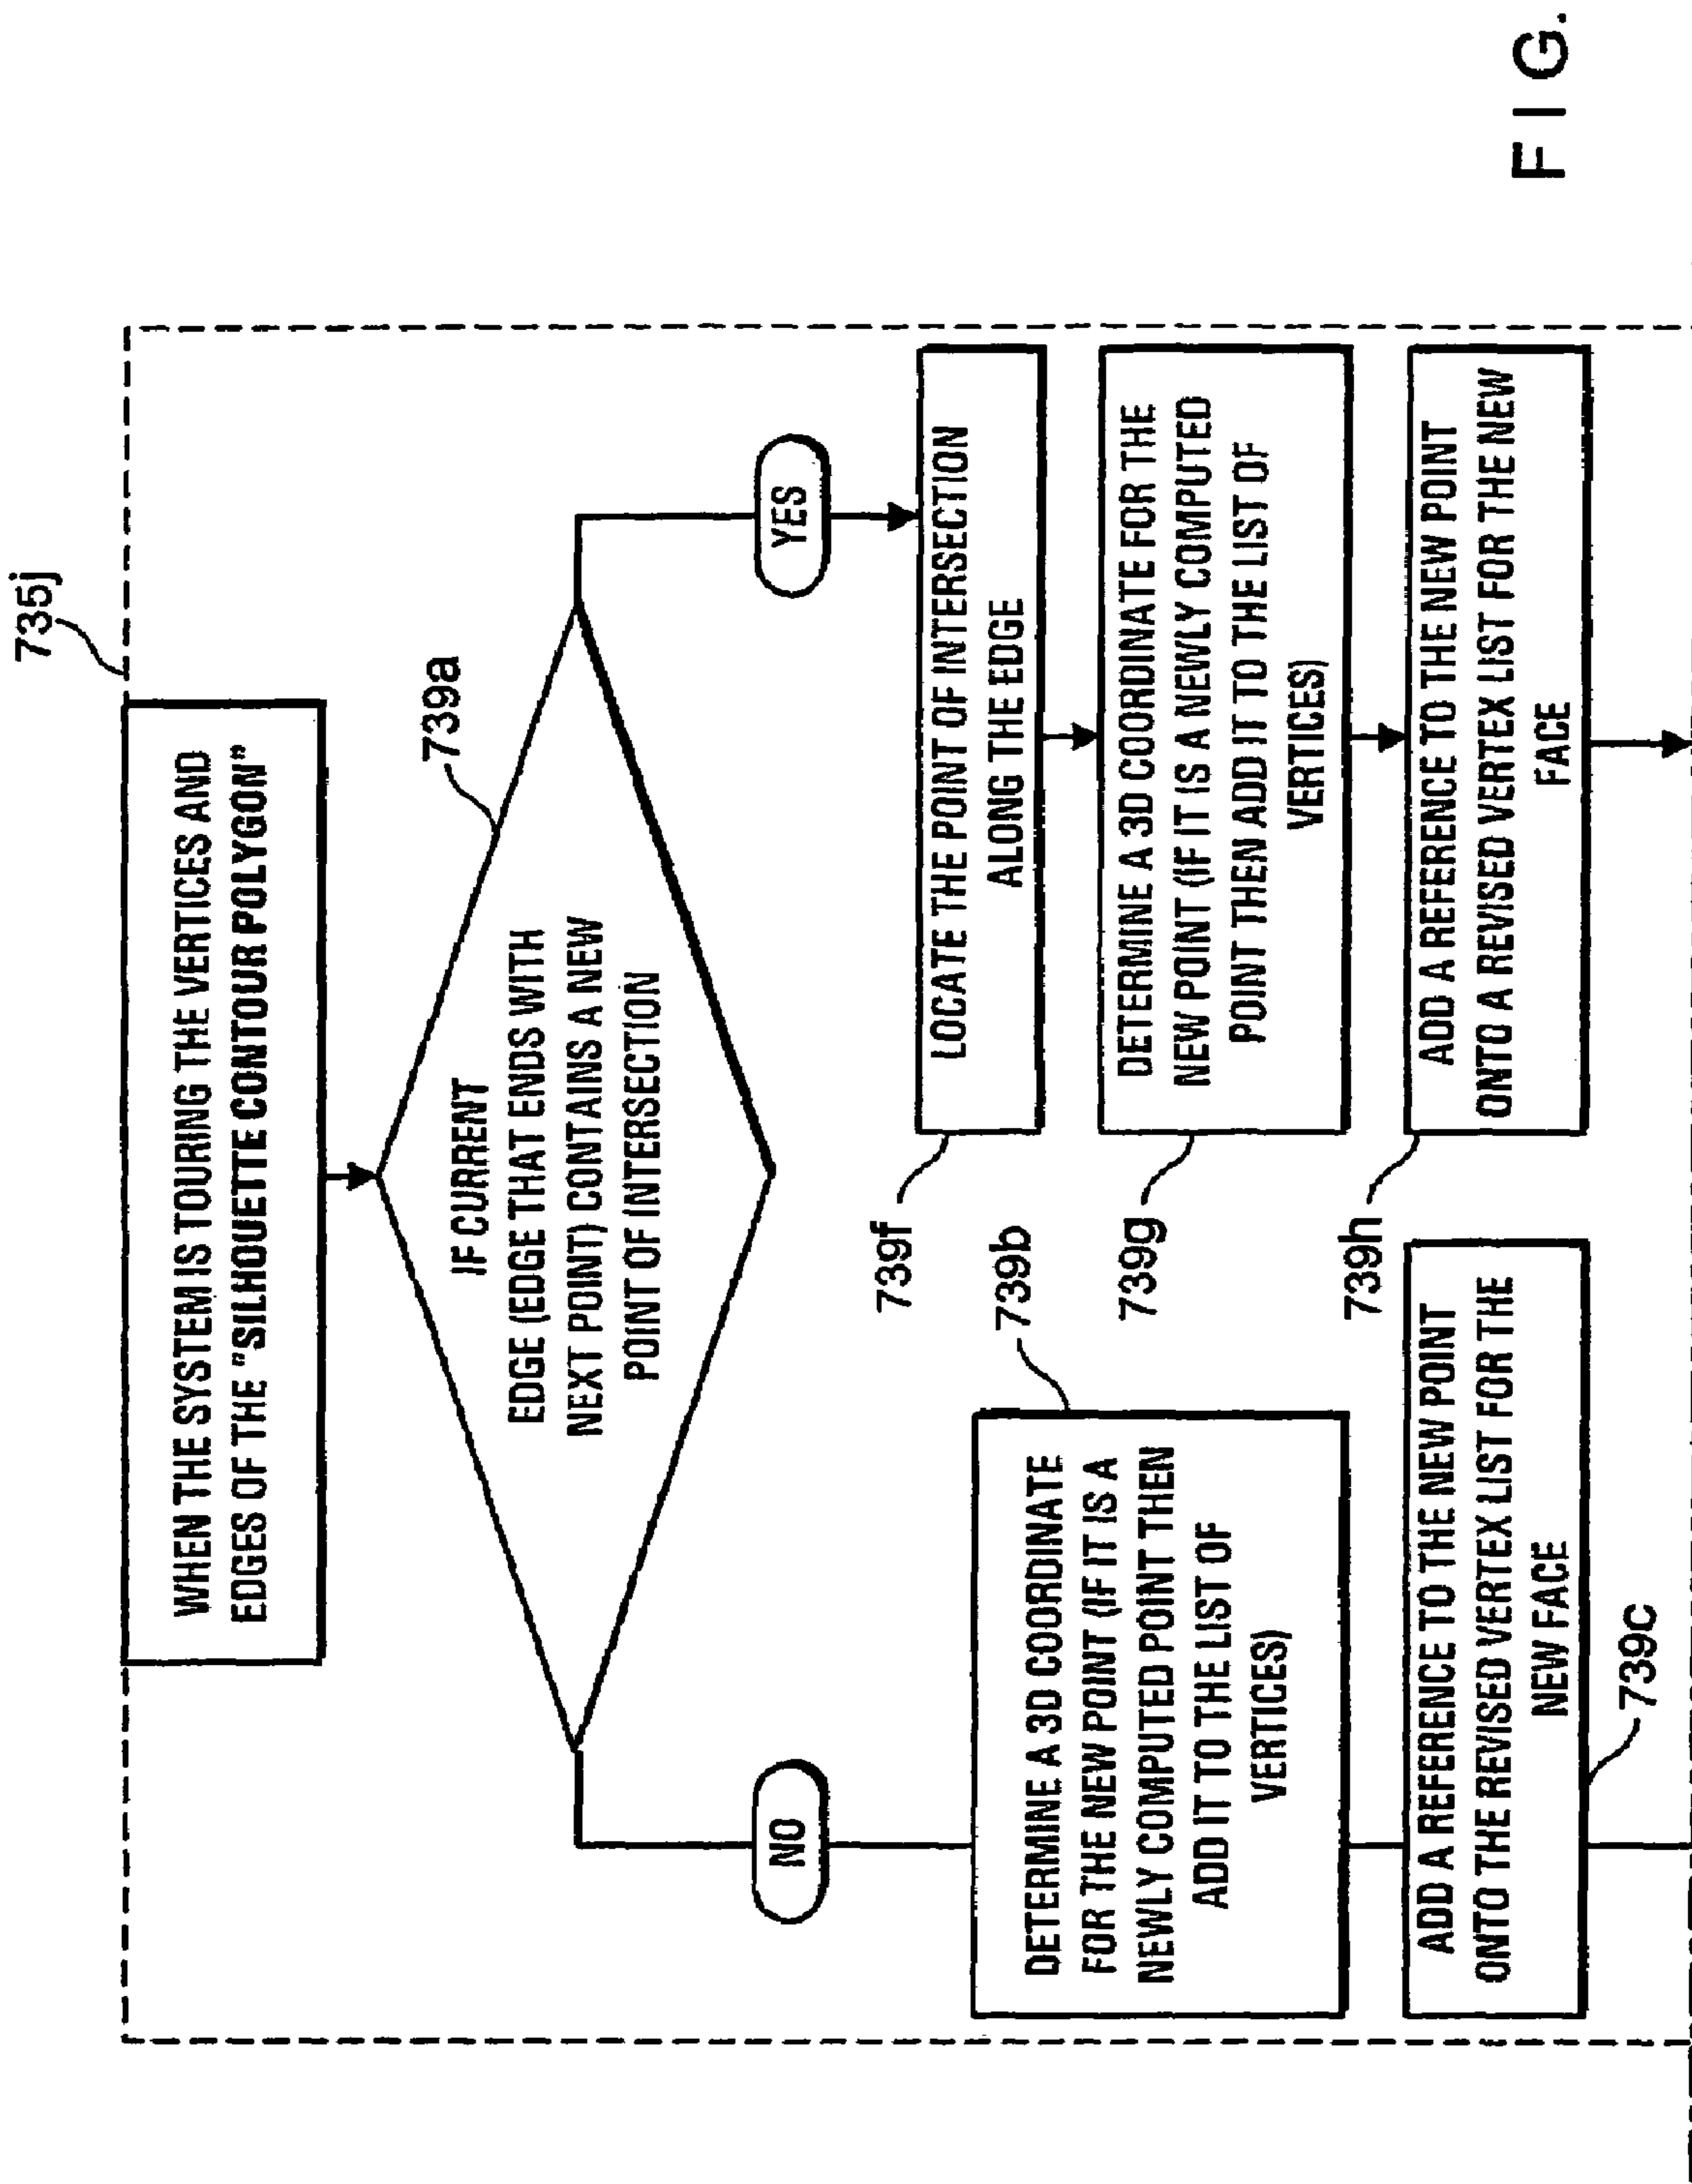 735j
WHEN THE SYSTEM IS TOURING THE VERTICES AND
EDGES OF THE "SILHOUETTE CONTOUR POLYGON"
739a
IF CURRENT
EDGE (EDGE THAT ENDS WITH
NEXT POINT) CONTAINS A NEW
POINT OF INTERSECTION
NO
YES
739b
DETERMINE A 3D COORDINATE
FOR THE NEW POINT (IF IT IS A
NEWLY COMPUTED POINT THEN
ADD IT TO THE LIST OF
VERTICES)
ADD A REFERENCE TO THE NEW POINT
ONTO THE REVISED VERTEX LIST FOR THE
NEW FACE
739c
739f
LOCATE THE POINT OF INTERSECTION
ALONG THE EDGE
739g
DETERMINE A 3D COORDINATE FOR THE
NEW POINT (IF IT IS A NEWLY COMPUTED
POINT THEN ADD IT TO THE LIST OF
VERTICES)
739h
ADD A REFERENCE TO THE NEW POINT
ONTO A REVISED VERTEX LIST FOR THE NEW
FACE
FIG.